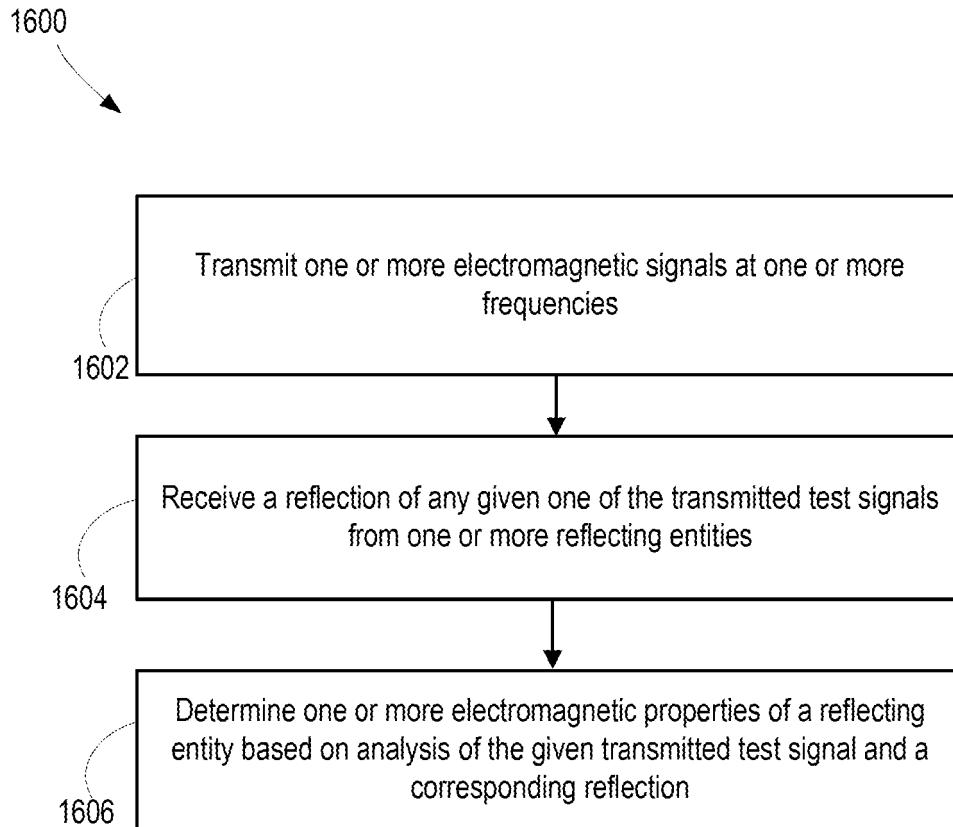 1600
Transmit one or more electromagnetic signals at one or more
frequencies
1602
Receive a reflection of any given one of the transmitted test signals
from one or more reflecting entities
1604
Determine one or more electromagnetic properties of a reflecting
entity based on analysis of the given transmitted test signal and a
corresponding reflection
1606